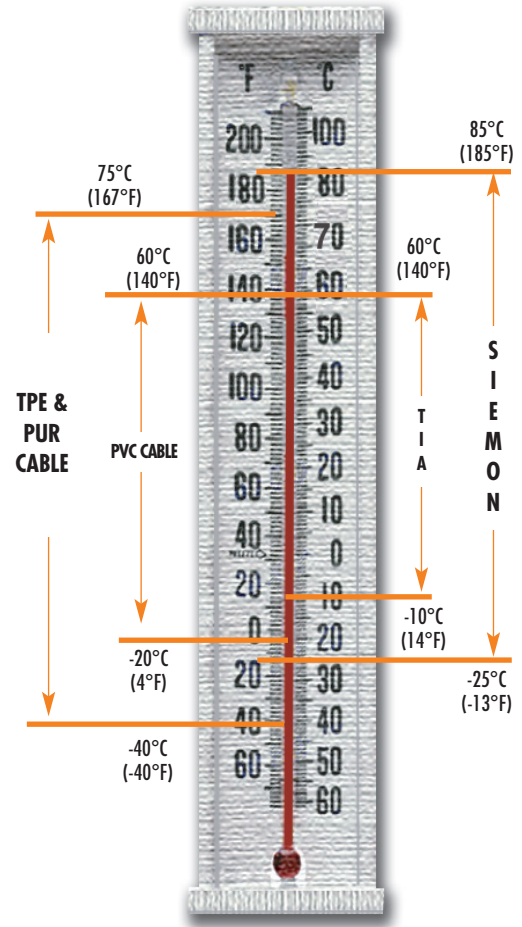 °F °C
200 100
180 80
160 70
140 60
120 50
100 40
80 30
60 20
40 10
20 0
0 10
20 20
40 30
60 40
50
60
75°C
(167°F)
60°C
(140°F)
TPE &
PUR
CABLE
PVC CABLE
-20°C
(4°F)
-40°C
(-40°F)
85°C
(185°F)
60°C
(140°F)
T
I
A
S
I
E
M
O
N
-10°C
(14°F)
-25°C
(-13°F)